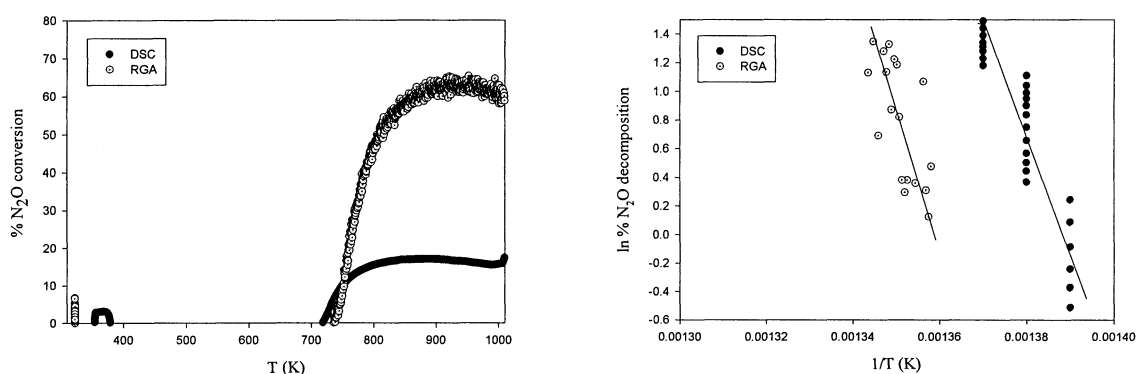 80
70
60
50
40
30
20
10
0
% N2O conversion
DSC
RGA
400 500 600 700 800 900 1000
T (K)
1.4
1.2
1.0
0.8
0.6
0.4
0.2
0.0
-0.2
-0.4
-0.6
ln % N2O decomposition
DSC
RGA
0.00130 0.00132 0.00134 0.00136 0.00138 0.00140
1/T (K)